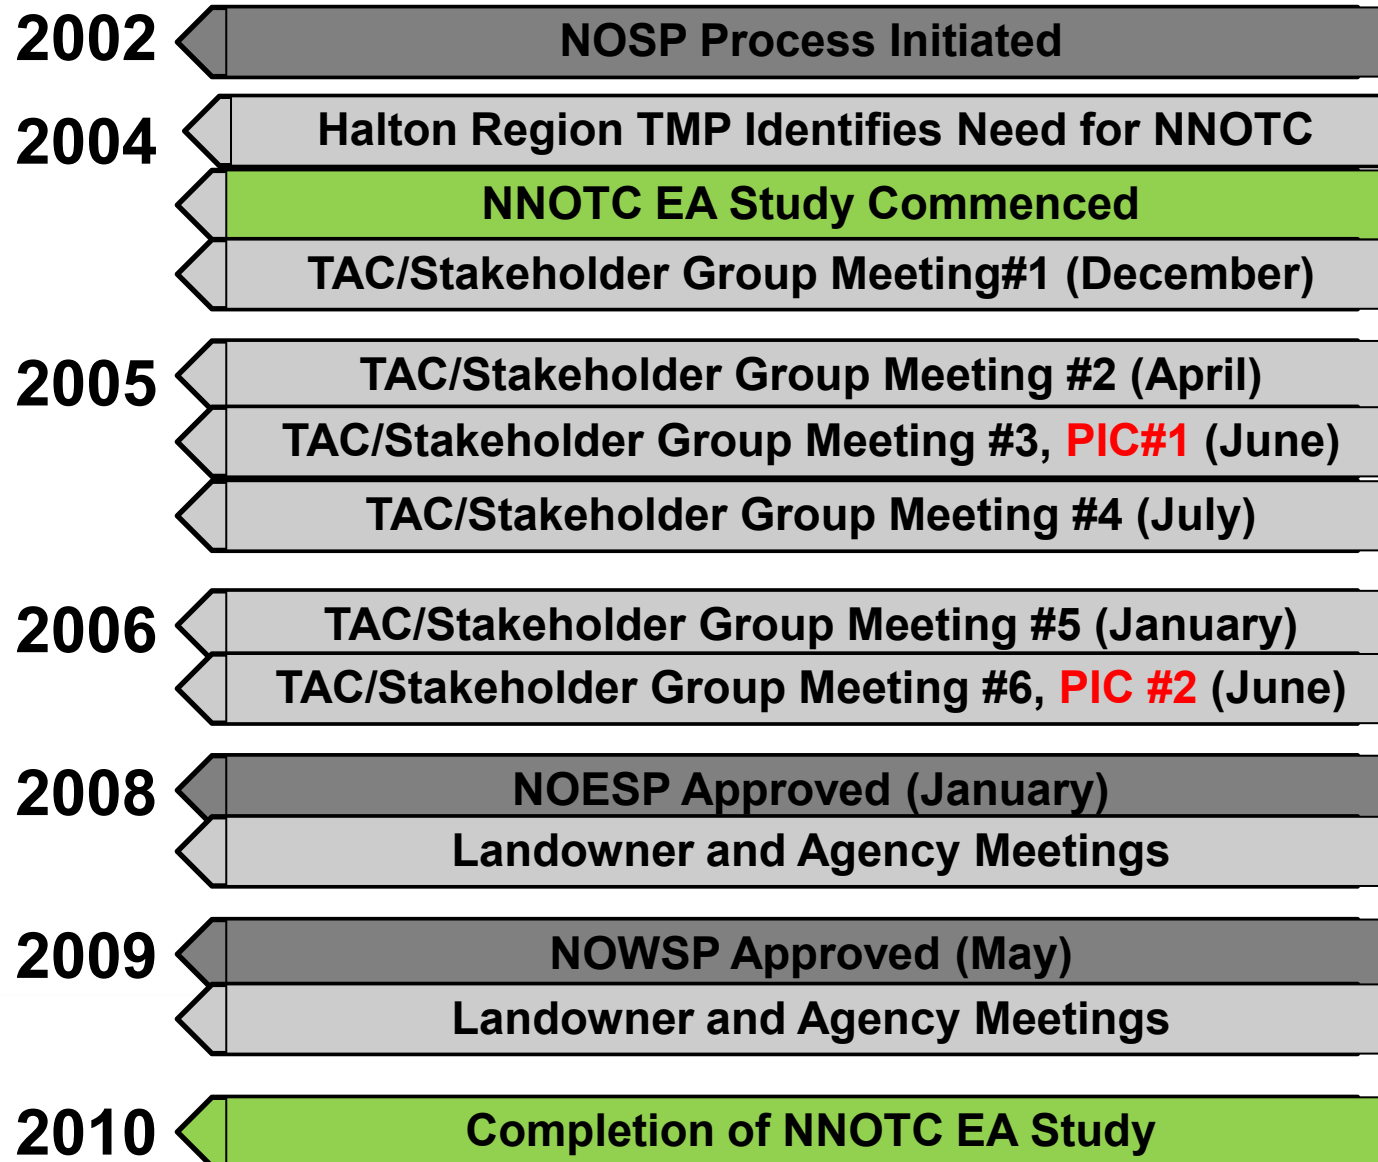 2002
NOSP Process Initiated
2004
Halton Region TMP Identifies Need for NNOTC
NNOTC EA Study Commenced
TAC/Stakeholder Group Meeting#1 (December)
2005
TAC/Stakeholder Group Meeting #2 (April)
TAC/Stakeholder Group Meeting #3, PIC#1 (June)
TAC/Stakeholder Group Meeting #4 (July)
2006
TAC/Stakeholder Group Meeting #5 (January)
TAC/Stakeholder Group Meeting #6, PIC #2 (June)
2008
NOESP Approved (January)
Landowner and Agency Meetings
2009
NOWSP Approved (May)
Landowner and Agency Meetings
2010
Completion of NNOTC EA Study